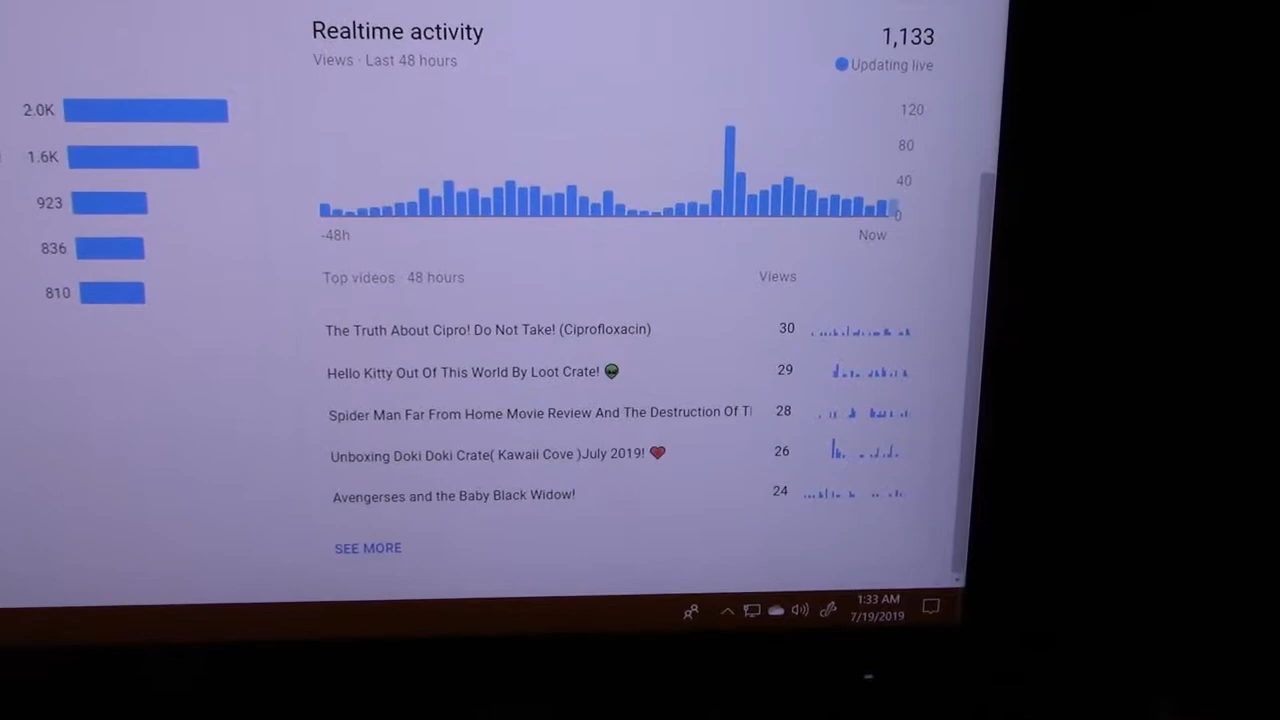 Realtime activity
1,133
Views · Last 48 hours
Updating live
2.0K
1.6K
923
836
810
120
80
40
0
-48h
Now
Top videos · 48 hours
Views
The Truth About Cipro! Do Not Take! (Ciprofloxacin)
30
Hello Kitty Out Of This World By Loot Crate! 👽
29
Spider Man Far From Home Movie Review And The Destruction Of
28
Unboxing Doki Doki Crate( Kawaii Cove )July 2019! ❤
26
Avengerses and the Baby Black Widow!
24
SEE MORE
1:33 AM
7/19/2019